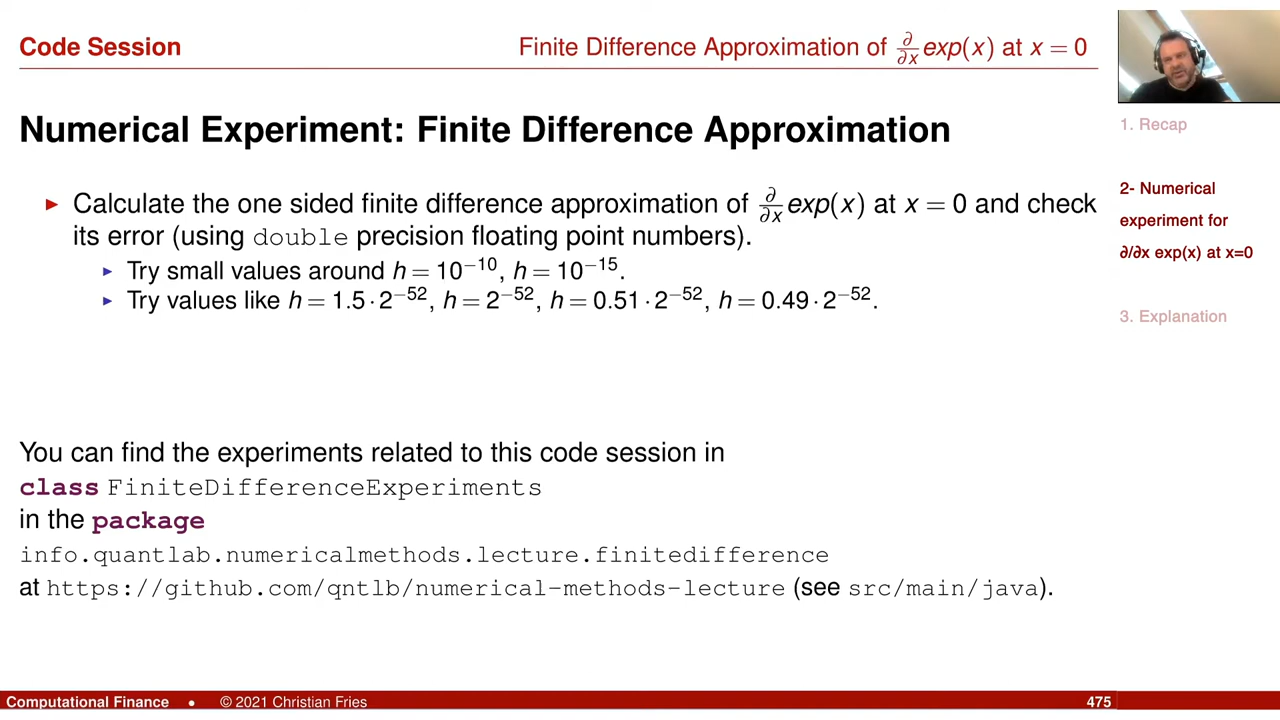 Code Session
Finite Difference Approximation of ∂/∂x exp(x) at x = 0
1. Recap
Numerical Experiment: Finite Difference Approximation
2- Numerical
experiment for
∂/∂x exp(x) at x=0
3. Explanation
▶ Calculate the one sided finite difference approximation of ∂/∂x exp(x) at x = 0 and check
its error (using double precision floating point numbers).
▶ Try small values around h = 10⁻¹⁰, h = 10⁻¹⁵.
▶ Try values like h = 1.5 · 2⁻⁵², h = 2⁻⁵², h = 0.51 · 2⁻⁵², h = 0.49 · 2⁻⁵².
You can find the experiments related to this code session in
class FiniteDifferenceExperiments
in the package
info.quantlab.numericalmethods.lecture.finitedifference
at https://github.com/qntlb/numerical-methods-lecture (see src/main/java).
Computational Finance • © 2021 Christian Fries 475